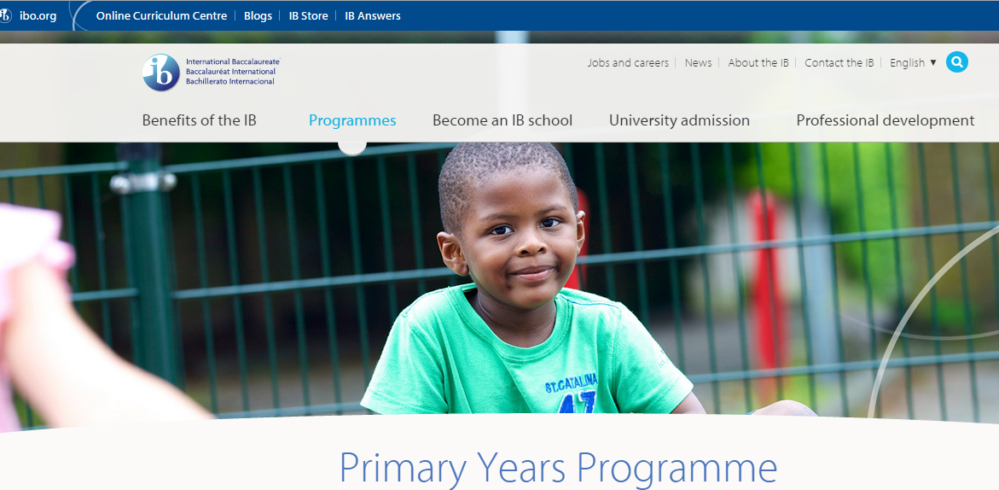 ib ibo.org Online Curriculum Centre Blogs IB Store IB Answers
ib International Baccalaureate
Baccalauréat International
Bachillerato Internacional
Jobs and careers News About the IB Contact the IB English ▼
Benefits of the IB Programmes Become an IB school University admission Professional development
ST.CATALINA
47
Primary Years Programme